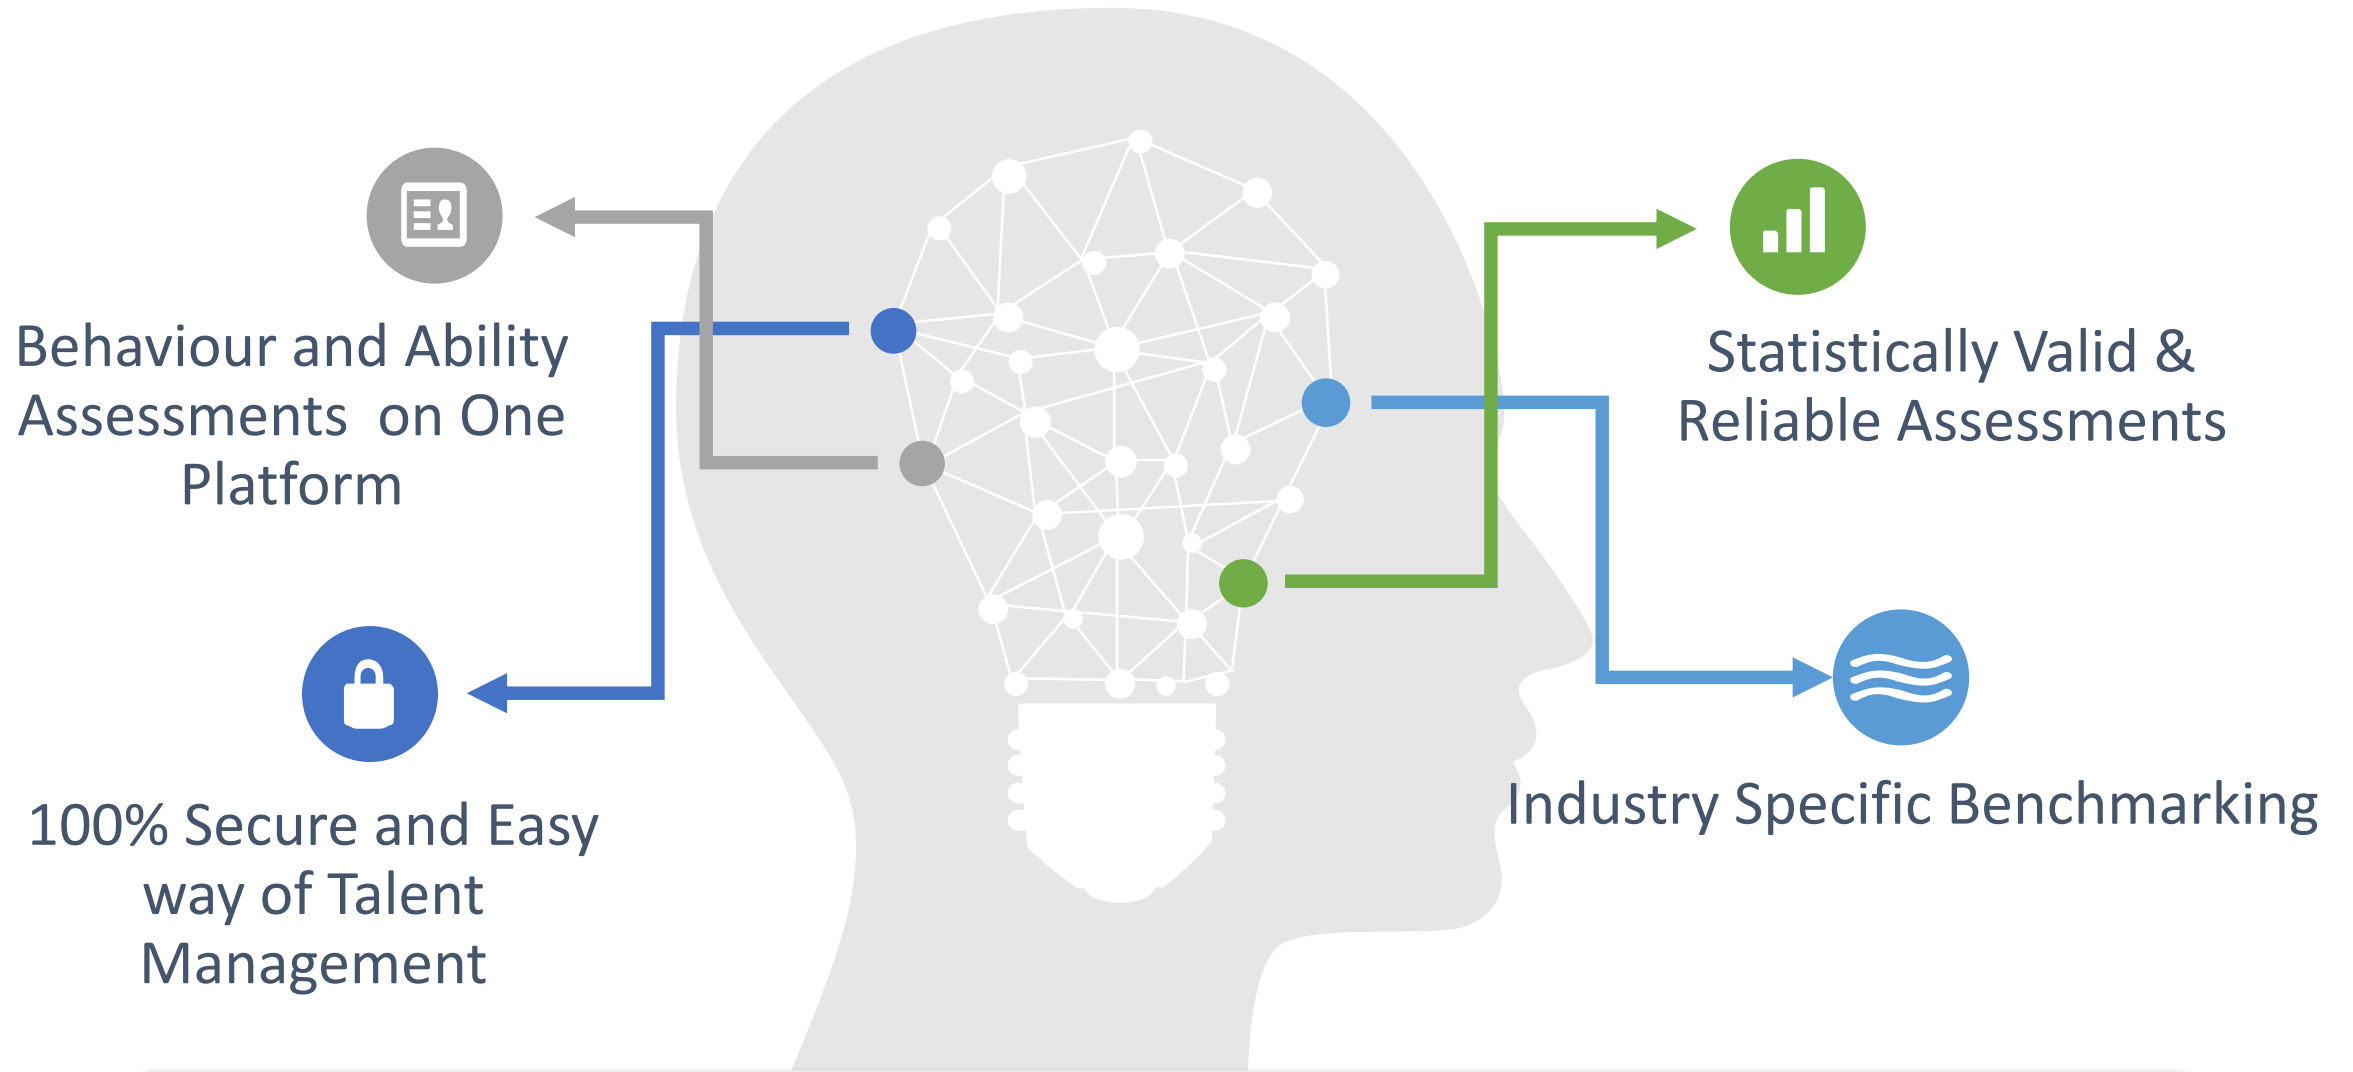 Behaviour and Ability
Assessments  on One
Platform
100% Secure and Easy
way of Talent
Management
Statistically Valid &
Reliable Assessments
Industry Specific Benchmarking